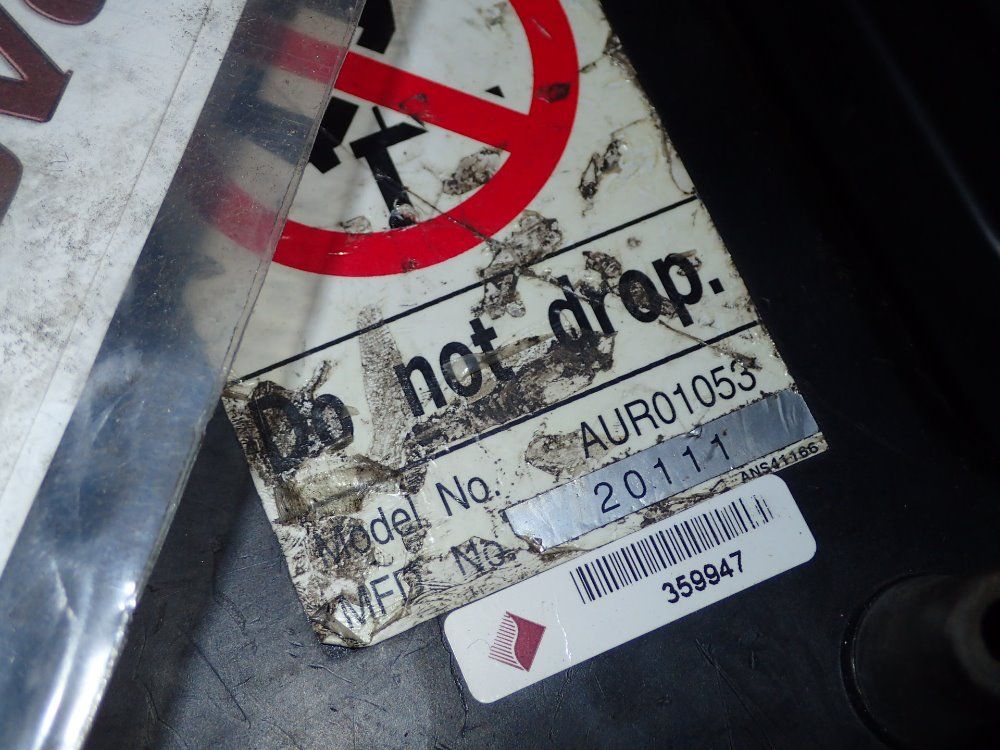 Do not drop.
Model No. AUR01053
MFD No. 20111
ANS41166
359947